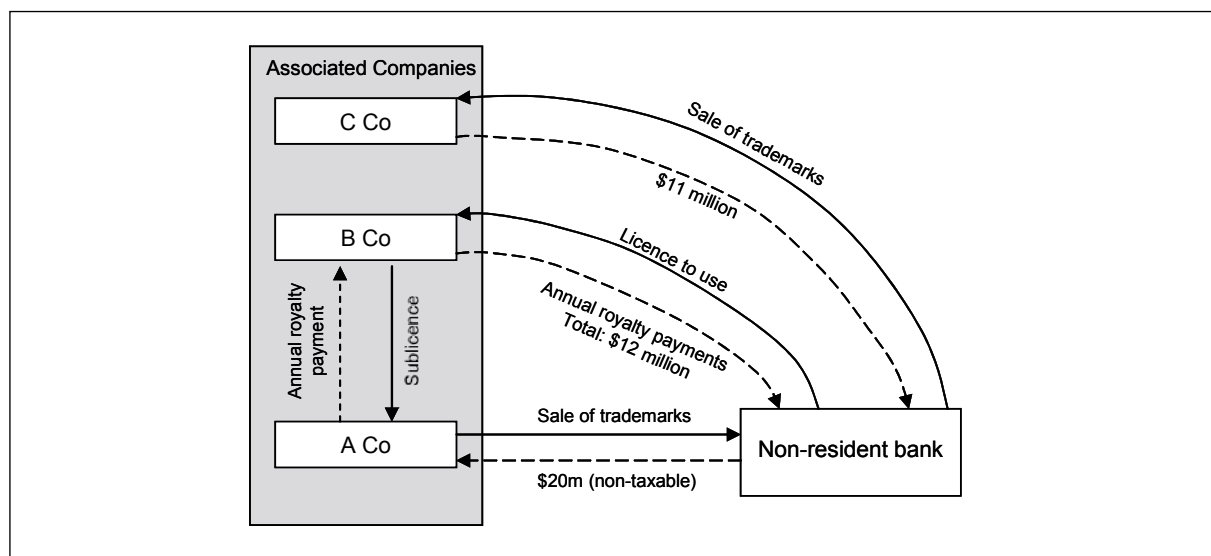 Associated Companies
C Co
Sale of trademarks
$11 million
B Co
Licence to use
Annual royalty payments
Total: $12 million
Annual royalty
payment
Sublicence
A Co
Sale of trademarks
$20m (non-taxable)
Non-resident bank